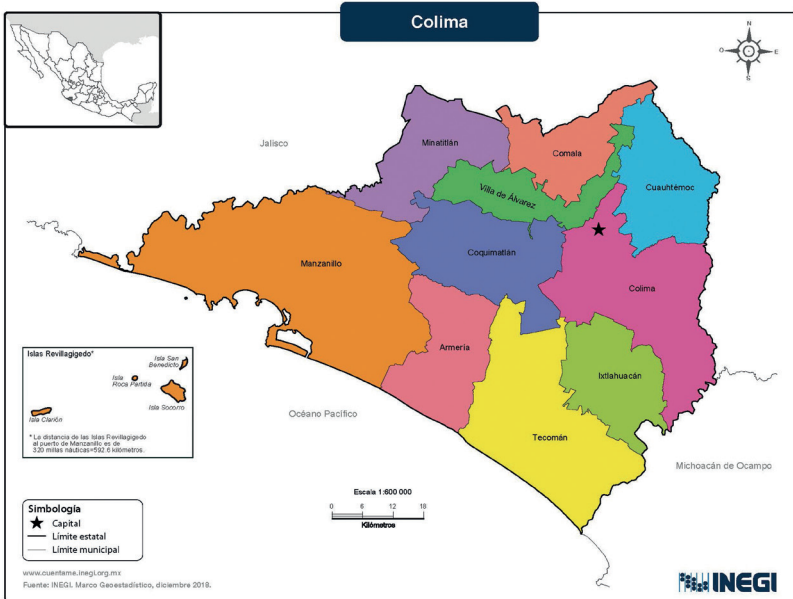 Colima
N
O
E
S
Jalisco
Minatitlán
Comala
Cuauhtémoc
Villa de Álvarez
Coquimatlán
Manzanillo
Colima
Armería
Ixtlahuacán
Tecomán
Océano Pacífico
Michoacán de Ocampo
Islas Revillagigedo*
Isla San
Benedicto
Isla
Roca Partida
Isla Socorro
Isla Clarión
* La distancia de las Islas Revillagigedo
al puerto de Manzanillo es de
320 millas náuticas=592.6 kilómetros.
Escala 1:600 000
0 6 12 18
Kilómetros
Simbología
Capital
Límite estatal
Límite municipal
www.cuentame.inegi.org.mx
Fuente: INEGI. Marco Geoestadístico, diciembre 2018.
INEGI